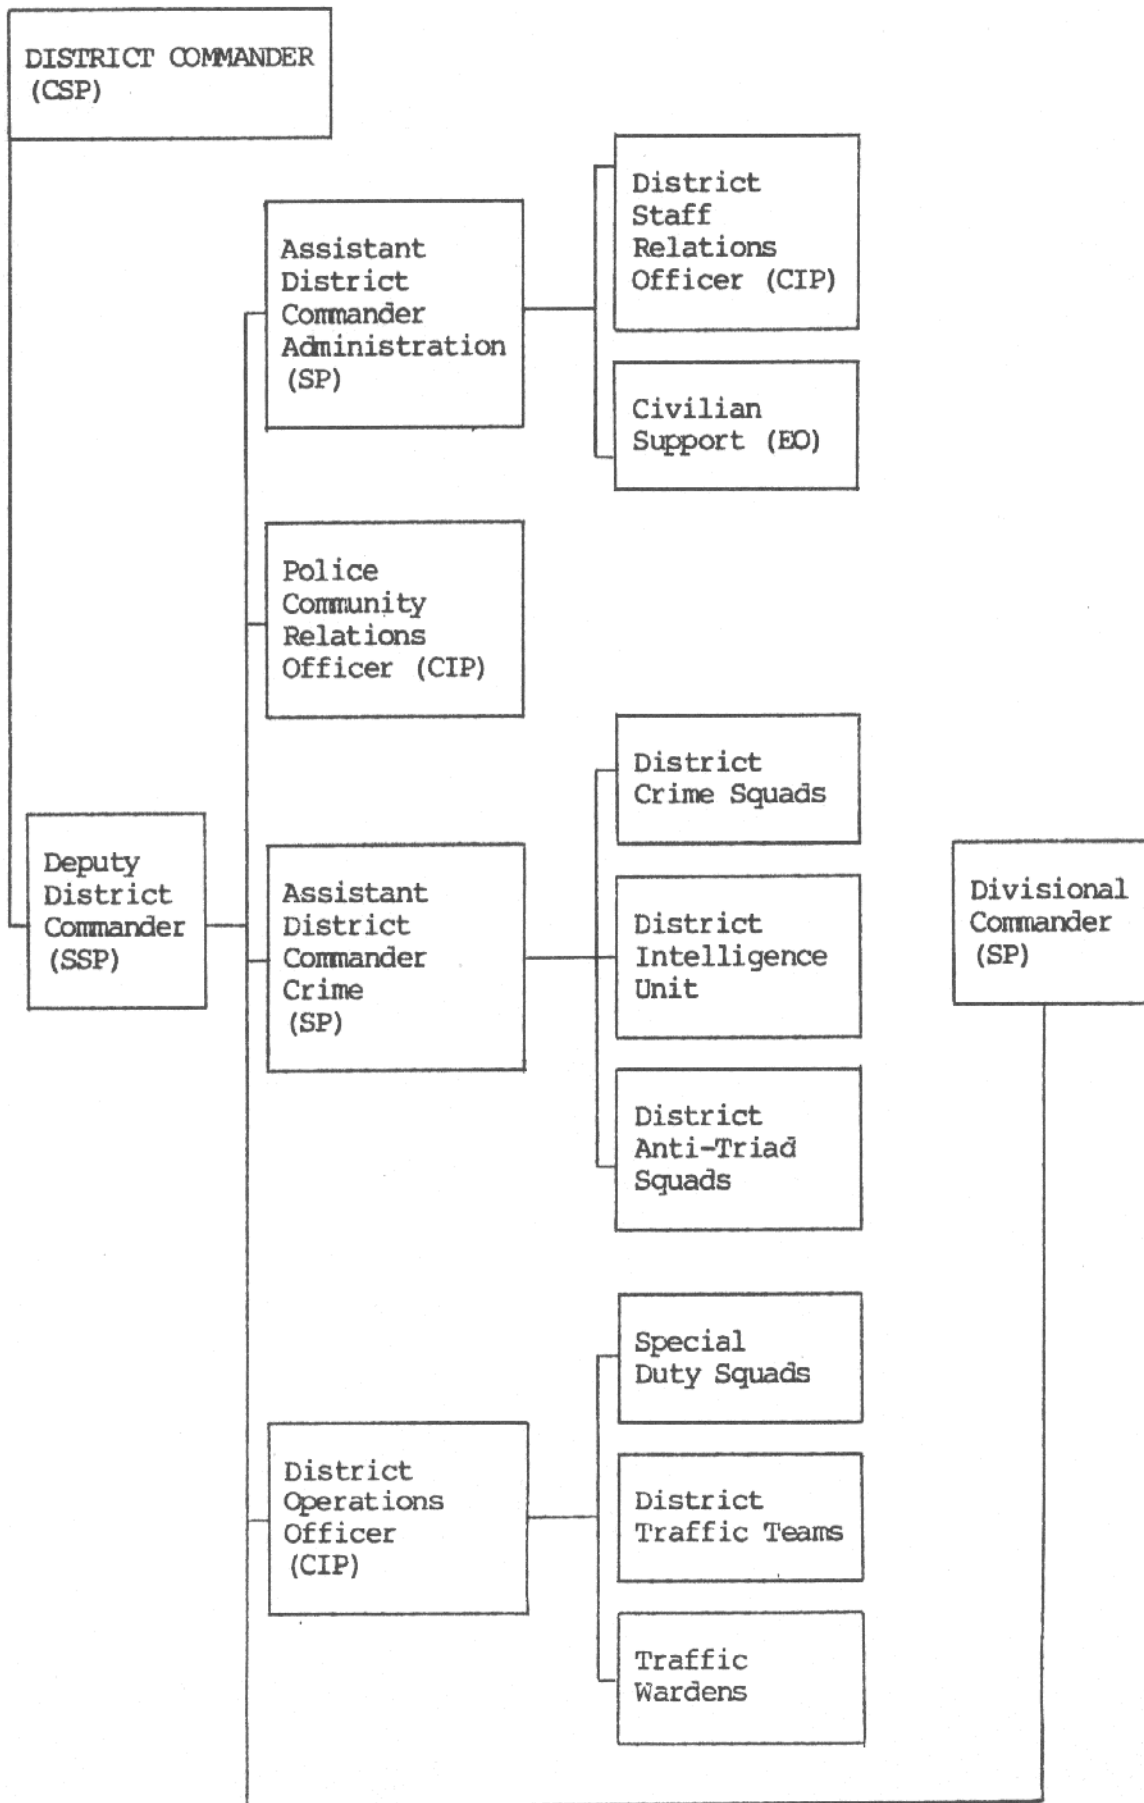 DISTRICT COMMANDER
(CSP)
Assistant
District
Commander
Administration
(SP)
District
Staff
Relations
Officer (CIP)
Civilian
Support (EO)
Police
Community
Relations
Officer (CIP)
Deputy
District
Commander
(SSP)
Assistant
District
Commander
Crime
(SP)
District
Crime Squads
District
Intelligence
Unit
District
Anti-Triad
Squads
Divisional
Commander
(SP)
District
Operations
Officer
(CIP)
Special
Duty Squads
District
Traffic Teams
Traffic
Wardens